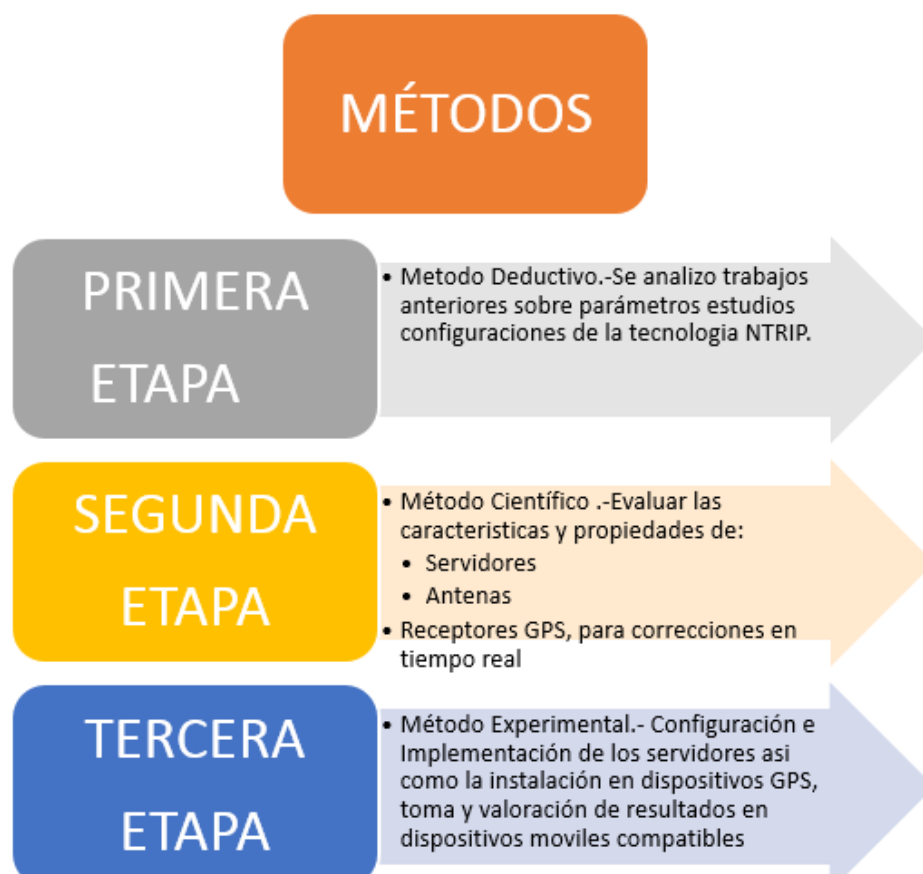 MÉTODOS
PRIMERA
ETAPA
• Metodo Deductivo.-Se analizo trabajos
anteriores sobre parámetros estudios
configuraciones de la tecnologia NTRIP.
SEGUNDA
ETAPA
• Método Científico .-Evaluar las
caracteristicas y propiedades de:
• Servidores
• Antenas
• Receptores GPS, para correcciones en
tiempo real
TERCERA
ETAPA
• Método Experimental.- Configuración e
Implementación de los servidores asi
como la instalación en dispositivos GPS,
toma y valoración de resultados en
dispositivos moviles compatibles